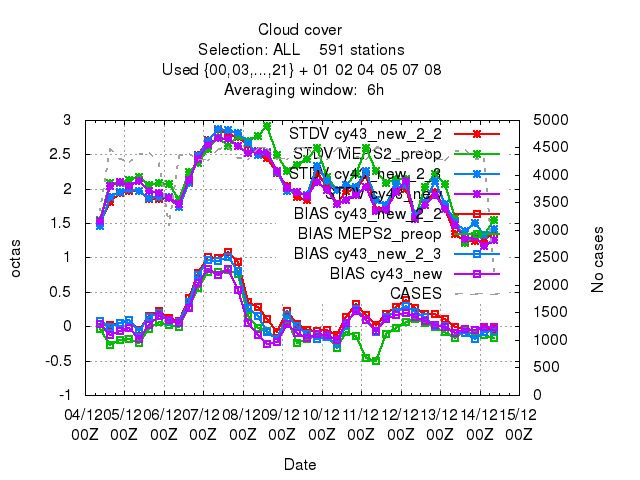 Cloud cover
Selection: ALL 591 stations
Used {00,03,...,21} + 01 02 04 05 07 08
Averaging window: 6h
octas
3
2.5
2
1.5
1
0.5
0
-0.5
-1
STDV cy43_new_2_2
STDV MEPS2_preop
STDV cy43_new_2_3
STDV cy43_new
BIAS cy43_new_2_2
BIAS MEPS2_preop
BIAS cy43_new_2_3
BIAS cy43_new
CASES
5000
4500
4000
3500
3000
2500
2000
1500
1000
500
0
No cases
04/12 05/12 06/12 07/12 08/12 09/12 10/12 11/12 12/12 13/12 14/12 15/12
00Z 00Z 00Z 00Z 00Z 00Z 00Z 00Z 00Z 00Z 00Z 00Z
Date